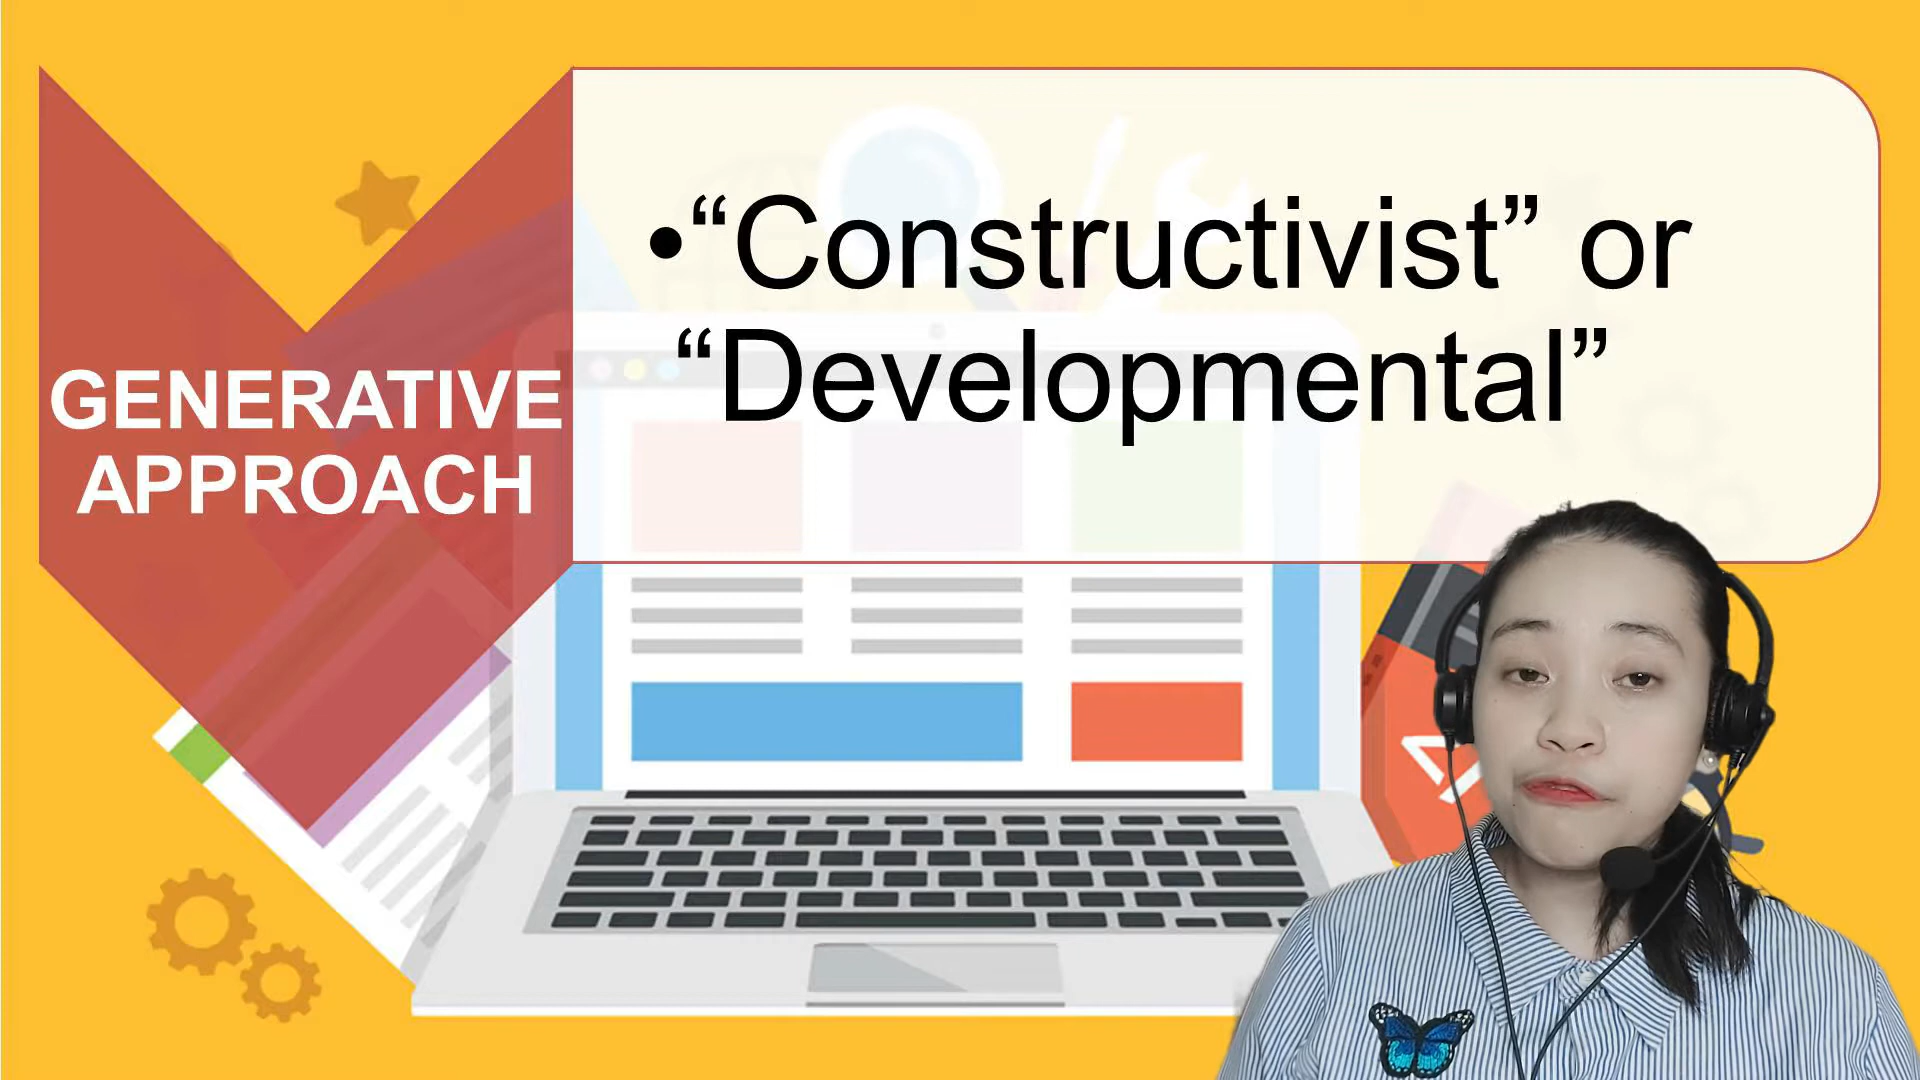 GENERATIVE
APPROACH
•“Constructivist” or
“Developmental”